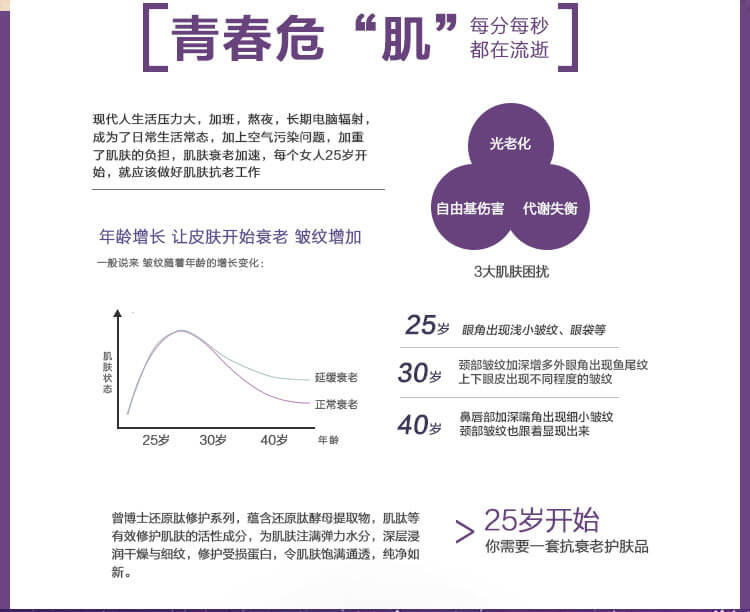 青春危“肌”
每分每秒
都在流逝
现代人生活压力大，加班，熬夜，长期电脑辐射，
成为了日常生活常态，加上空气污染问题，加重
了肌肤的负担，肌肤衰老加速，每个女人25岁开
始，就应该做好肌肤抗老工作
光老化
自由基伤害
代谢失衡
3大肌肤困扰
年龄增长 让皮肤开始衰老 皱纹增加
一般说来 皱纹随着年龄的增长变化：
肌肤状态
延缓衰老
正常衰老
25岁
30岁
40岁
年龄
25岁 眼角出现浅小皱纹、眼袋等
30岁 颈部皱纹加深增多外眼角出现鱼尾纹
上下眼皮出现不同程度的皱纹
40岁 鼻唇部加深嘴角出现细小皱纹
颈部皱纹也跟着显现出来
曾博士还原肽修护系列，蕴含还原肽酵母提取物，肌肽等
有效修护肌肤的活性成分，为肌肤注满弹力水分，深层浸
润干燥与细纹，修护受损蛋白，令肌肤饱满通透，纯净如
新。
>
25岁开始
你需要一套抗衰老护肤品